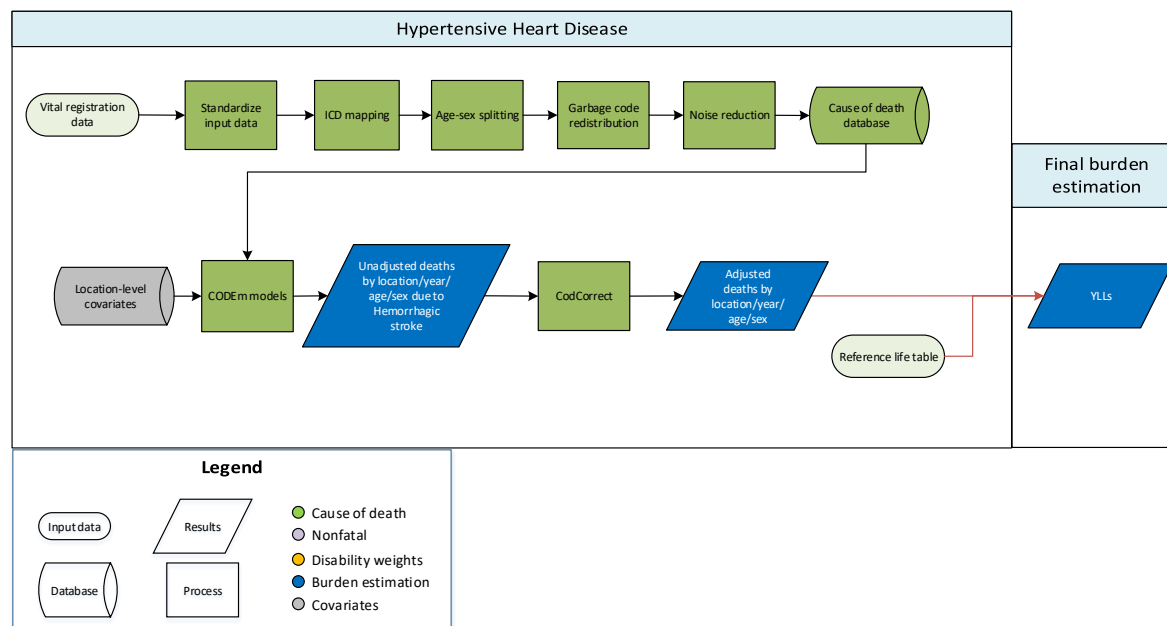 Hypertensive Heart Disease
Vital registration
data
Standardize
input data
ICD mapping
Age-sex splitting
Garbage code
redistribution
Noise reduction
Cause of death
database
Final burden
estimation
Location-level
covariates
CODEm models
Unadjusted deaths
by location/year/
age/sex due to
Hemorrhagic
stroke
CodCorrect
Adjusted
deaths by
location/year/
age/sex
YLLs
Reference life table
Legend
Input data
Results
Database
Process
Cause of death
Nonfatal
Disability weights
Burden estimation
Covariates